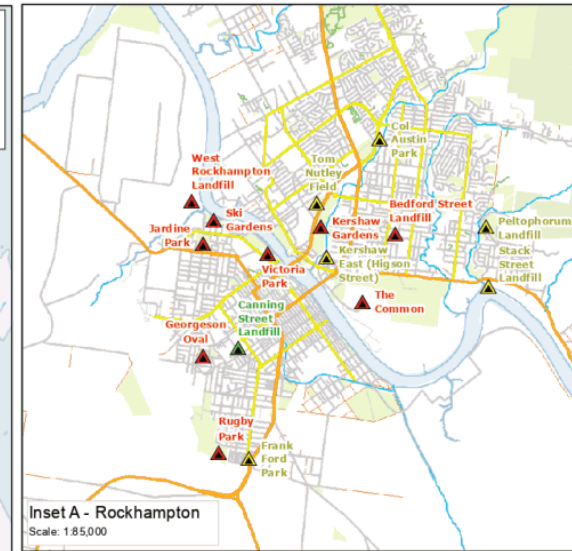 Col
Austin
Park
West
Rockhampton
Landfill
Tom
Nutley
Field
Bedford Street
Landfill
Ski
Gardens
Kershaw
Gardens
Peltophorum
Landfill
Jardine
Park
Kershaw
East (Higson
Street)
Stack
Street
Landfill
Victoria
Park
The
Common
Canning
Street
Landfill
Georgeson
Oval
Rugby
Park
Frank
Ford
Park
Inset A - Rockhampton
Scale: 1:85,000